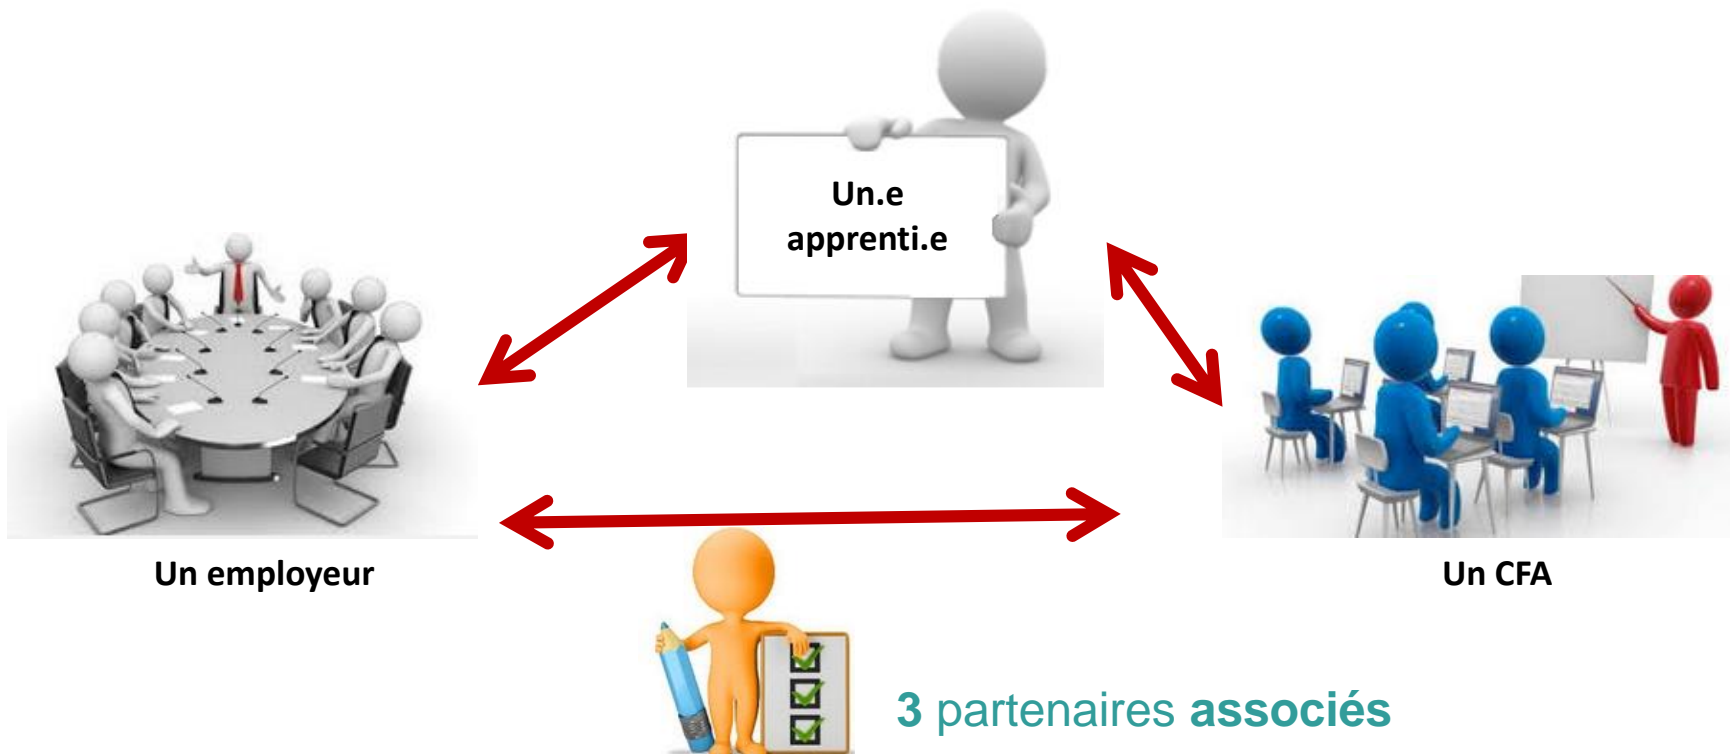 Un.e
apprenti.e
Un employeur
Un CFA
3 partenaires associés